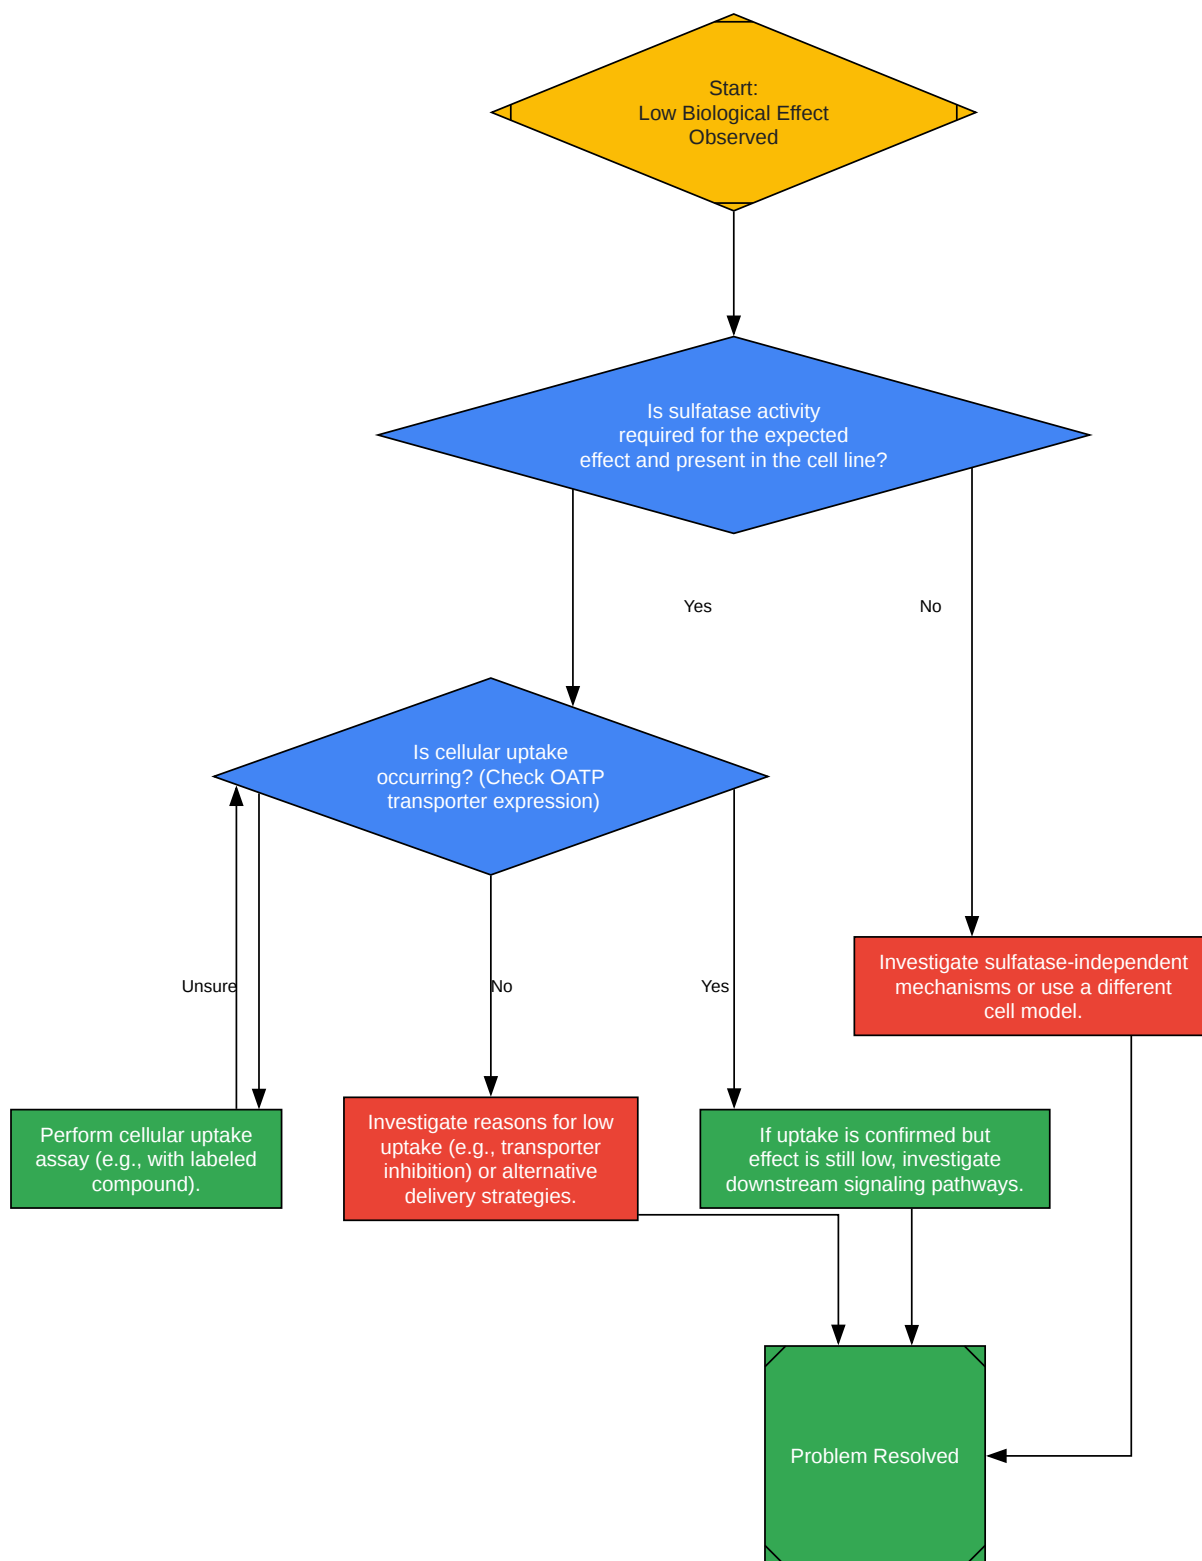 Start:
Low Biological Effect
Observed
Is sulfatase activity
required for the expected
effect and present in the cell line?
Yes
No
Is cellular uptake
occurring? (Check OATP
transporter expression)
Unsure
No
Yes
Investigate sulfatase-independent
mechanisms or use a different
cell model.
Perform cellular uptake
assay (e.g., with labeled
compound).
Investigate reasons for low
uptake (e.g., transporter
inhibition) or alternative
delivery strategies.
If uptake is confirmed but
effect is still low, investigate
downstream signaling pathways.
Problem Resolved